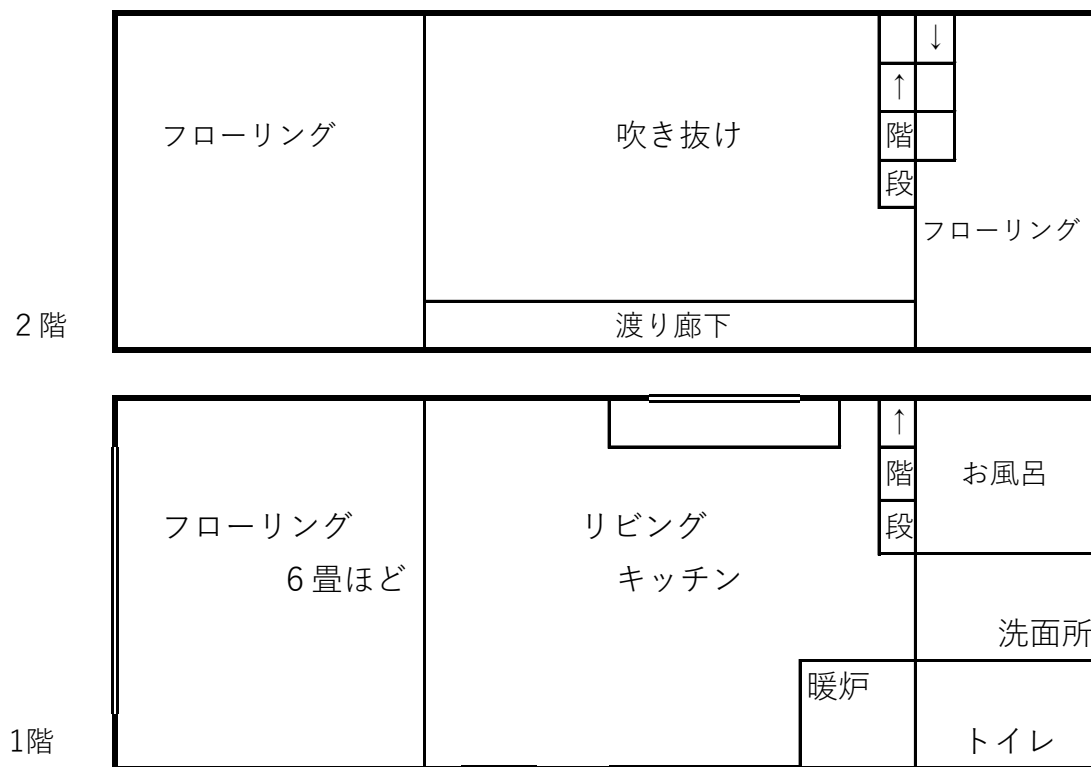 ↓
↑
フローリング
吹き抜け
階
段
フローリング
２階
渡り廊下
↑
階
お風呂
フローリング
リビング
段
６畳ほど
キッチン
洗面所
暖炉
1階
トイレ